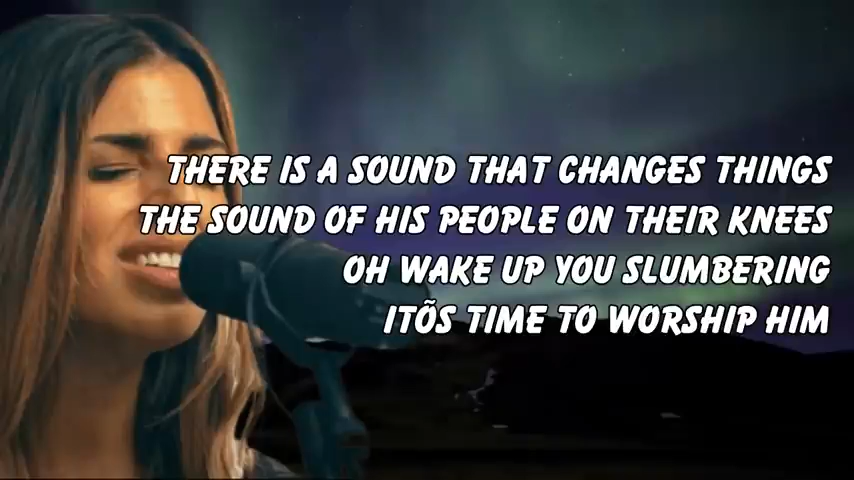 THERE IS A SOUND THAT CHANGES THINGS
THE SOUND OF HIS PEOPLE ON THEIR KNEES
OH WAKE UP YOU SLUMBERING
ITÕS TIME TO WORSHIP HIM